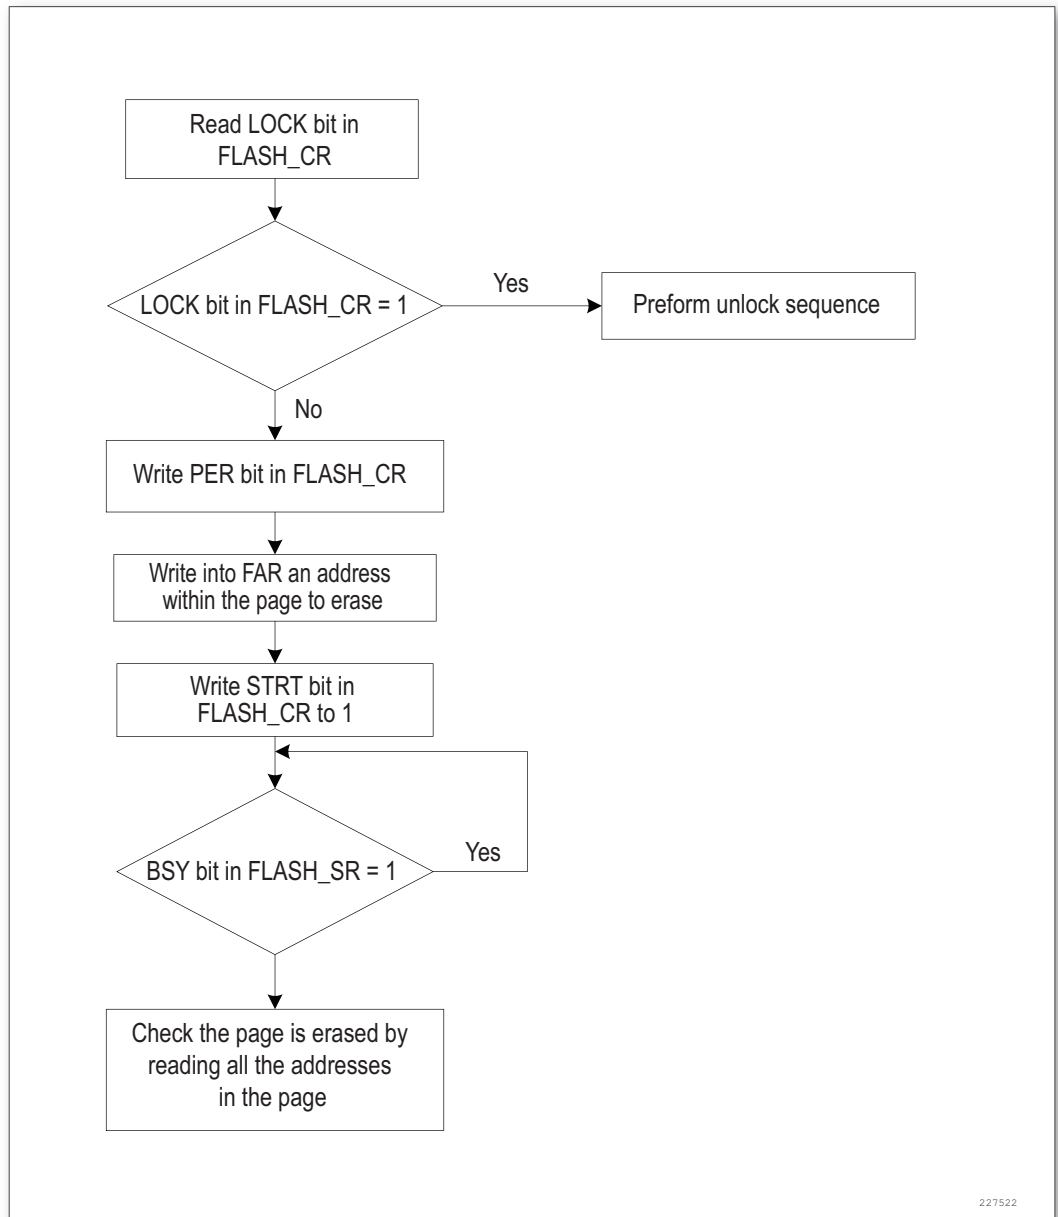 Read LOCK bit in
FLASH_CR
LOCK bit in FLASH_CR = 1
Yes
Preform unlock sequence
No
Write PER bit in FLASH_CR
Write into FAR an address
within the page to erase
Write STRT bit in
FLASH_CR to 1
BSY bit in FLASH_SR = 1
Yes
Check the page is erased by
reading all the addresses
in the page
227522